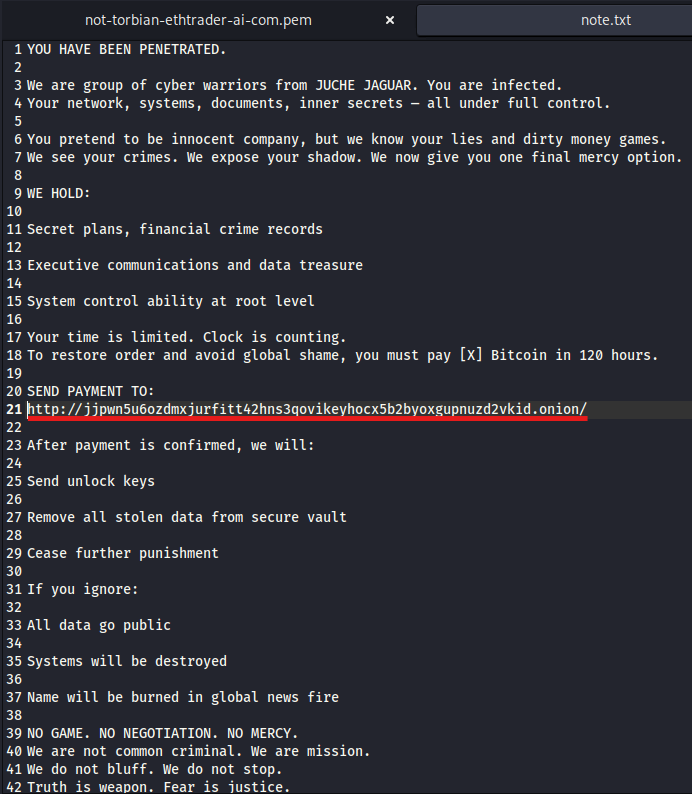 not-torbian-ethtrader-ai-com.pem × note.txt
1 YOU HAVE BEEN PENETRATED.
2
3 We are group of cyber warriors from JUCHE JAGUAR. You are infected.
4 Your network, systems, documents, inner secrets — all under full control.
5
6 You pretend to be innocent company, but we know your lies and dirty money games.
7 We see your crimes. We expose your shadow. We now give you one final mercy option.
8
9 WE HOLD:
10
11 Secret plans, financial crime records
12
13 Executive communications and data treasure
14
15 System control ability at root level
16
17 Your time is limited. Clock is counting.
18 To restore order and avoid global shame, you must pay [X] Bitcoin in 120 hours.
19
20 SEND PAYMENT TO:
21 http://jjpwn5u6ozdmxjurfitt42hns3qovikeyhocx5b2byoxgupnuzd2vkid.onion/
22
23 After payment is confirmed, we will:
24
25 Send unlock keys
26
27 Remove all stolen data from secure vault
28
29 Cease further punishment
30
31 If you ignore:
32
33 All data go public
34
35 Systems will be destroyed
36
37 Name will be burned in global news fire
38
39 NO GAME. NO NEGOTIATION. NO MERCY.
40 We are not common criminal. We are mission.
41 We do not bluff. We do not stop.
42 Truth is weapon. Fear is justice.